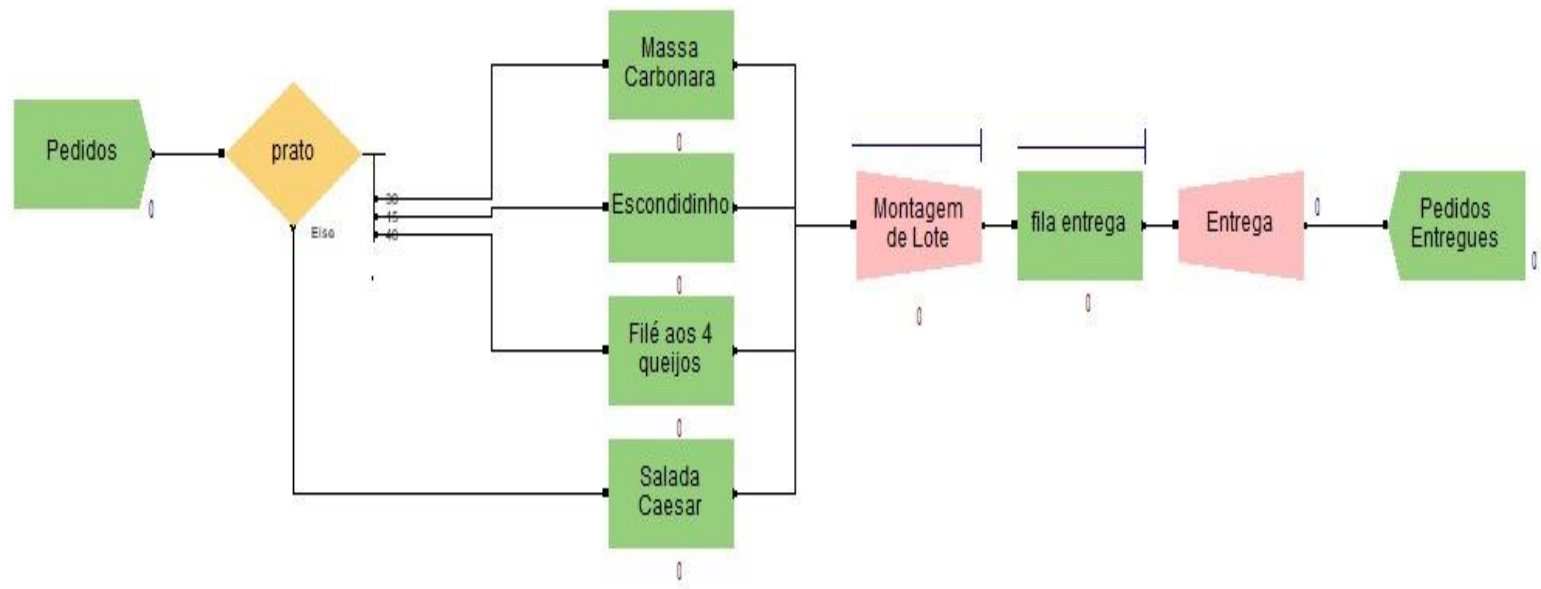 Massa
Carbonara
0
Pedidos
0
prato
30
15
40
Else
Escondidinho
0
Filé aos 4
queijos
0
Salada
Caesar
0
Montagem
de Lote
0
fila entrega
0
Entrega
0
Pedidos
Entregues
0